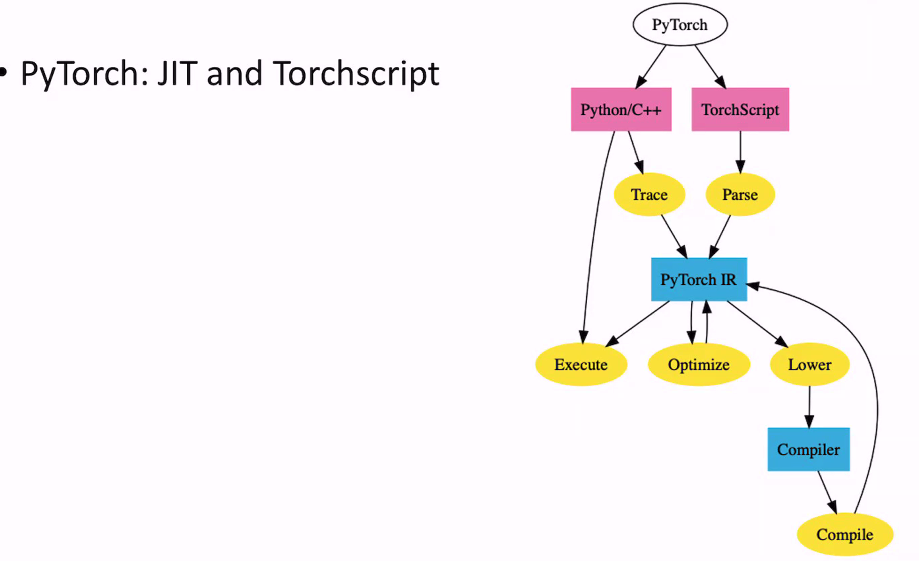 • PyTorch: JIT and Torchscript
PyTorch
Python/C++
TorchScript
Trace
Parse
PyTorch IR
Execute
Optimize
Lower
Compiler
Compile